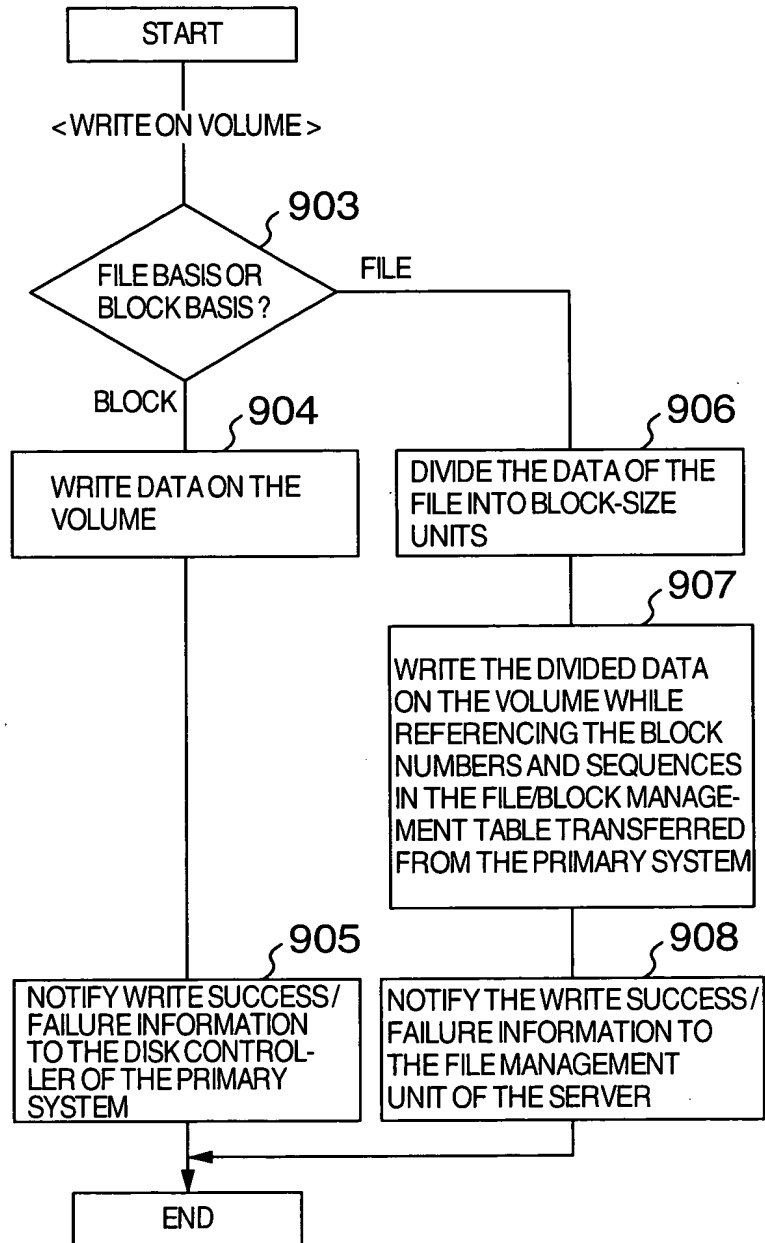 START
< WRITE ON VOLUME >
903
FILE BASIS OR
BLOCK BASIS ?
FILE
BLOCK
904
WRITE DATA ON THE
VOLUME
906
DIVIDE THE DATA OF THE
FILE INTO BLOCK-SIZE
UNITS
907
WRITE THE DIVIDED DATA
ON THE VOLUME WHILE
REFERENCING THE BLOCK
NUMBERS AND SEQUENCES
IN THE FILE/BLOCK MANAGE-
MENT TABLE TRANSFERRED
FROM THE PRIMARY SYSTEM
905
NOTIFY WRITE SUCCESS /
FAILURE INFORMATION
TO THE DISK CONTROL-
LER OF THE PRIMARY
SYSTEM
908
NOTIFY THE WRITE SUCCESS /
FAILURE INFORMATION TO
THE FILE MANAGEMENT
UNIT OF THE SERVER
END